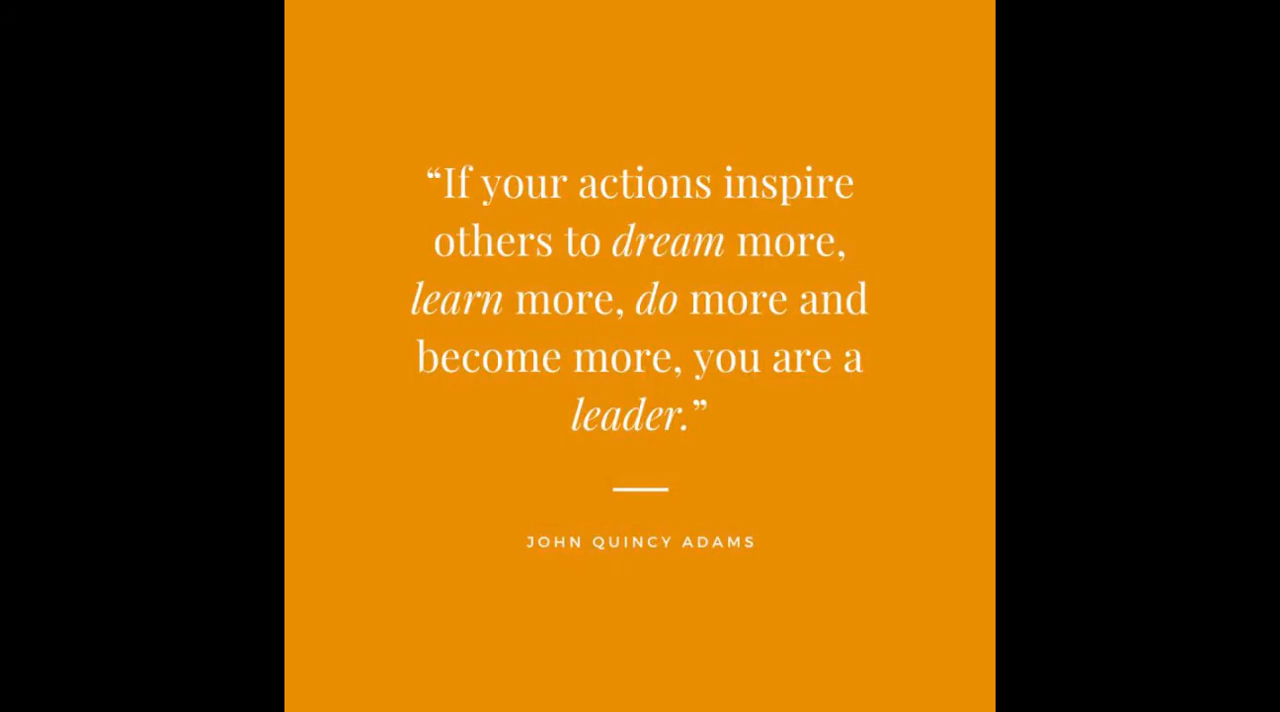 “If your actions inspire
others to dream more,
learn more, do more and
become more, you are a
leader.”
JOHN QUINCY ADAMS